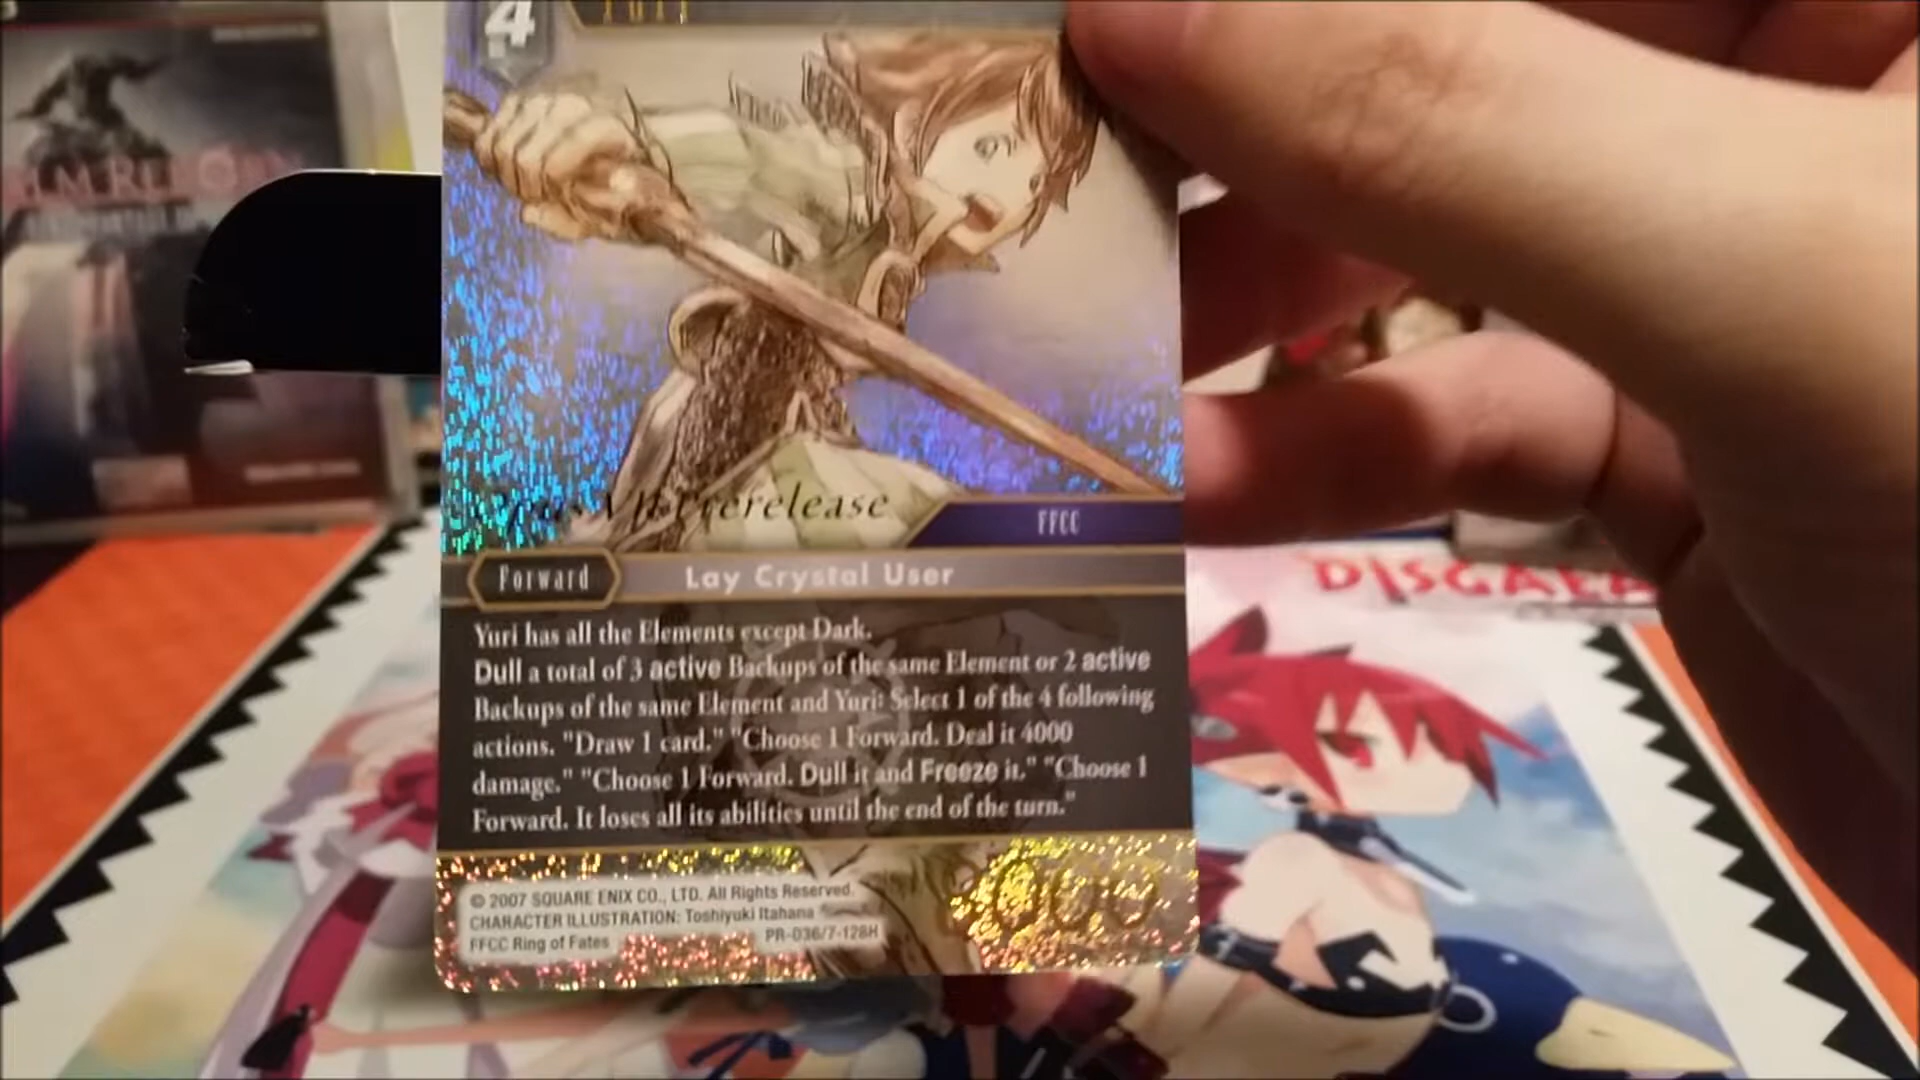 4
Yuri
Prerelease
FFCC
Forward
Lay Crystal User
Yuri has all the Elements except Dark.
Dull a total of 3 active Backups of the same Element or 2 active
Backups of the same Element and Yuri: Select 1 of the 4 following
actions. "Draw 1 card." "Choose 1 Forward. Deal it 4000
damage." "Choose 1 Forward. Dull it and Freeze it." "Choose 1
Forward. It loses all its abilities until the end of the turn."
© 2007 SQUARE ENIX CO., LTD. All Rights Reserved.
CHARACTER ILLUSTRATION: Toshiyuki Itahana
FFCC Ring of Fates
PR-036/7-128H
DISGAEA